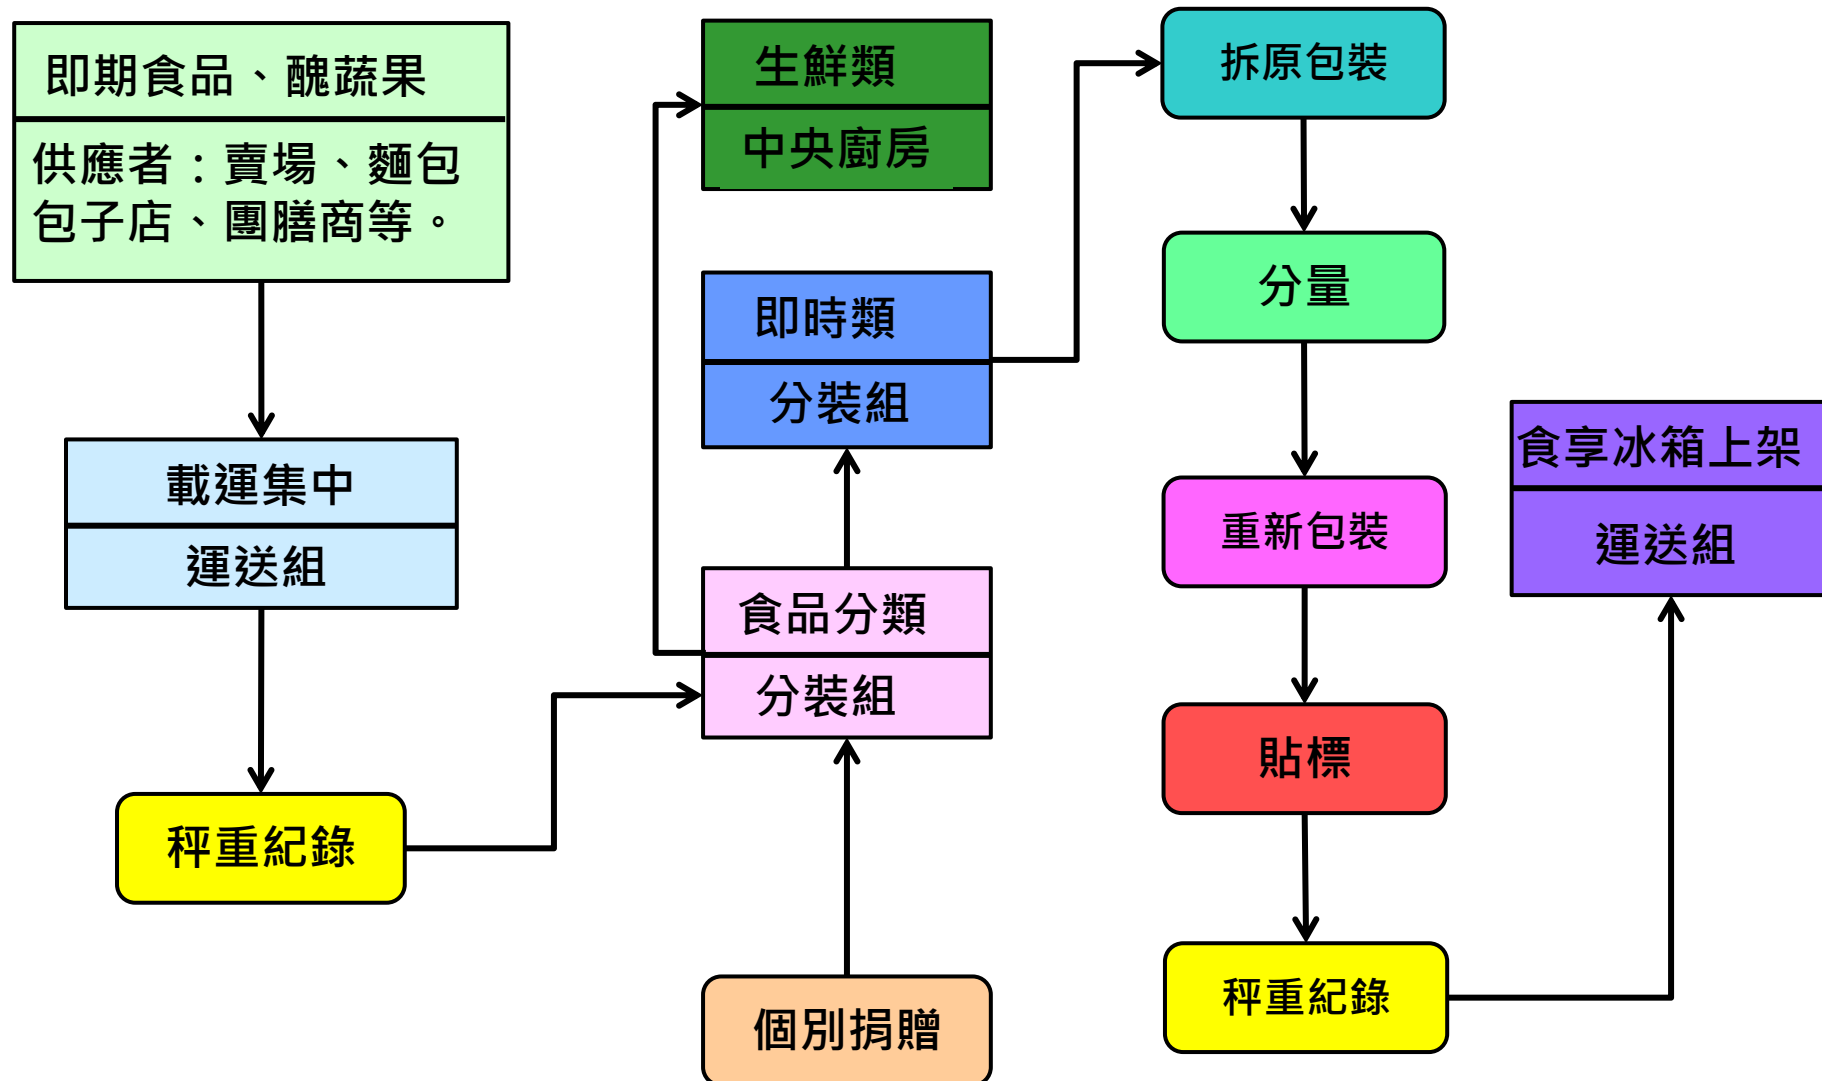 即期食品、醜蔬果
供應者：賣場、麵包
包子店、團膳商等。
載運集中
運送組
秤重紀錄
生鮮類
中央廚房
即時類
分裝組
食品分類
分裝組
個別捐贈
拆原包裝
分量
重新包裝
貼標
秤重紀錄
食享冰箱上架
運送組